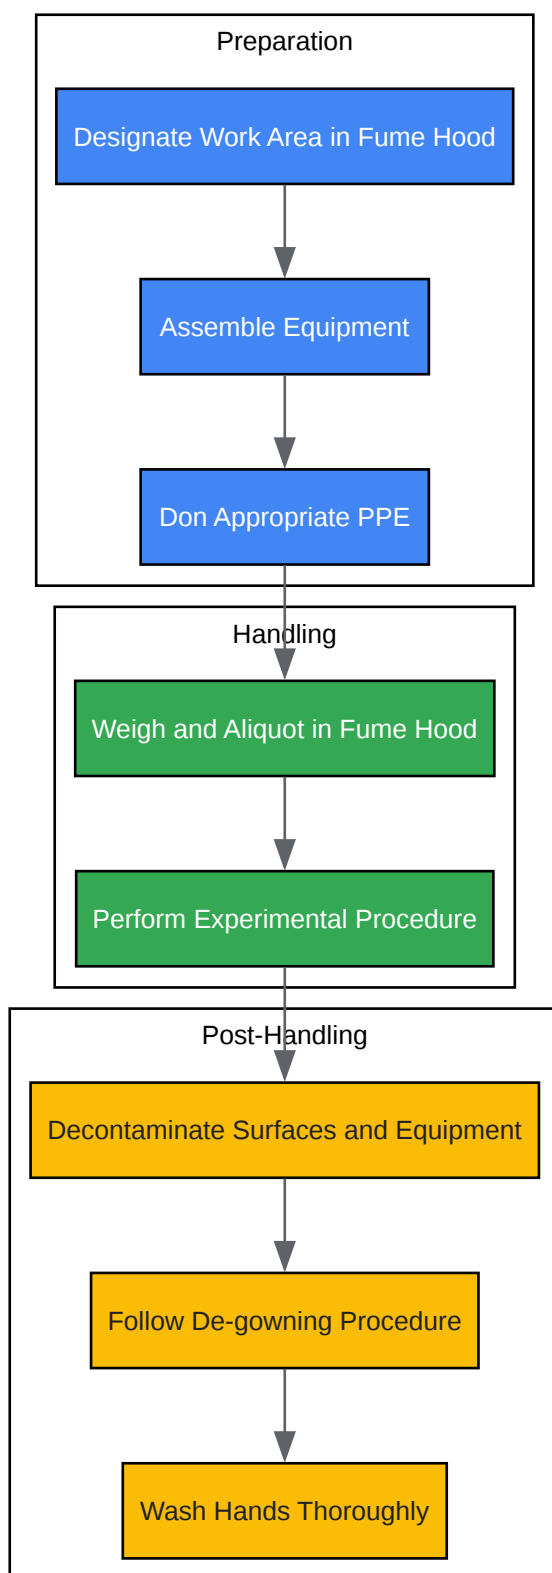 Preparation
Designate Work Area in Fume Hood
Assemble Equipment
Don Appropriate PPE
Handling
Weigh and Aliquot in Fume Hood
Perform Experimental Procedure
Post-Handling
Decontaminate Surfaces and Equipment
Follow De-gowning Procedure
Wash Hands Thoroughly